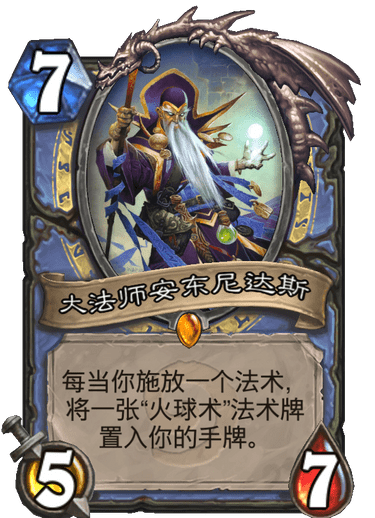 7
大法师安东尼达斯
每当你施放一个法术，
将一张“火球术”法术牌
置入你的手牌。
5
7